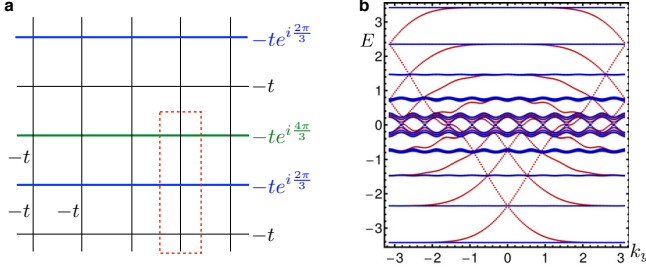 a
−te^{i 2π/3}
−t
−te^{i 4π/3}
−t
−te^{i 2π/3}
−t −t
−t
b
E
3
2
1
0
−1
−2
−3
−3 −2 −1 0 1 2 3 k_y